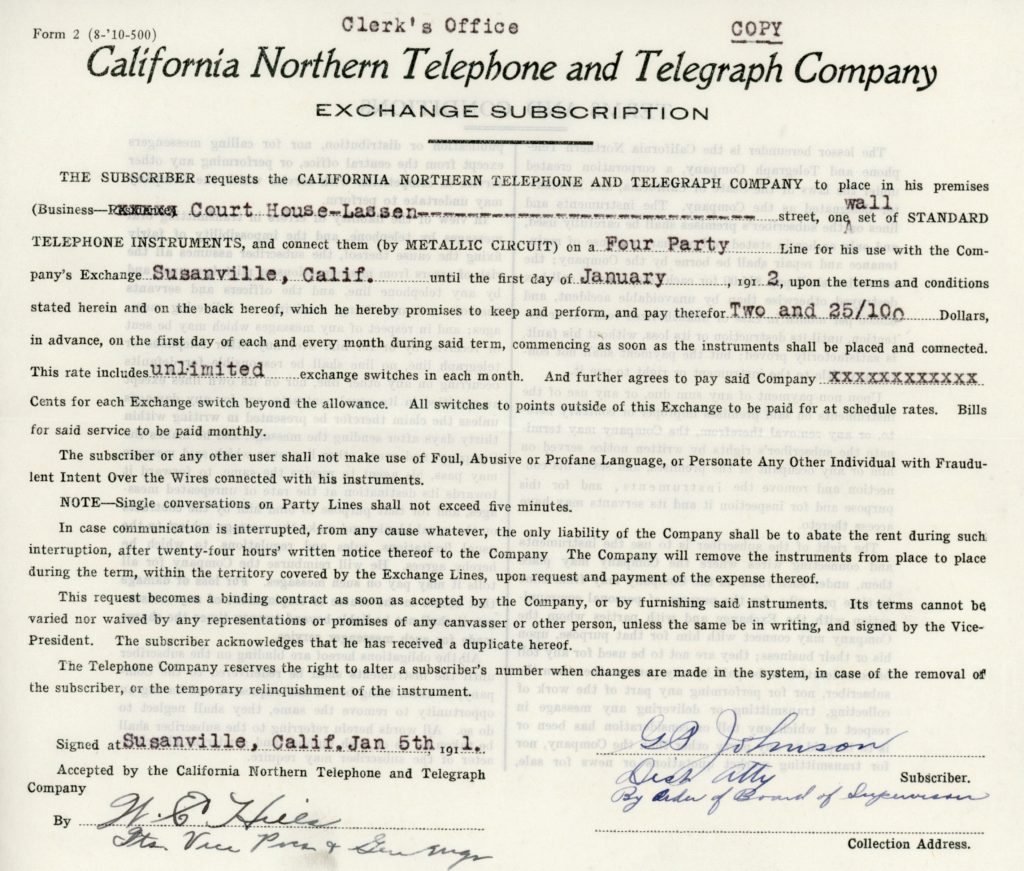 Form 2 (8-'10-500)
Clerk's Office
COPY
California Northern Telephone and Telegraph Company
EXCHANGE SUBSCRIPTION
THE SUBSCRIBER requests the CALIFORNIA NORTHERN TELEPHONE AND TELEGRAPH COMPANY to place in his premises
wall
(Business— Court House-Lassen street, one set of STANDARD
TELEPHONE INSTRUMENTS, and connect them (by METALLIC CIRCUIT) on a Four Party Line for his use with the Com-
pany's Exchange Susanville, Calif. until the first day of January, 191 2, upon the terms and conditions
stated herein and on the back hereof, which he hereby promises to keep and perform, and pay therefor Two and 25/100 Dollars,
in advance, on the first day of each and every month during said term, commencing as soon as the instruments shall be placed and connected.
This rate includes unlimited exchange switches in each month. And further agrees to pay said Company xxxxxxxxxxxx
Cents for each Exchange switch beyond the allowance. All switches to points outside of this Exchange to be paid for at schedule rates. Bills
for said service to be paid monthly.
The subscriber or any other user shall not make use of Foul, Abusive or Profane Language, or Personate Any Other Individual with Fraudu-
lent Intent Over the Wires connected with his instruments.
NOTE—Single conversations on Party Lines shall not exceed five minutes.
In case communication is interrupted, from any cause whatever, the only liability of the Company shall be to abate the rent during such
interruption, after twenty-four hours' written notice thereof to the Company The Company will remove the instruments from place to place
during the term, within the territory covered by the Exchange Lines, upon request and payment of the expense thereof.
This request becomes a binding contract as soon as accepted by the Company, or by furnishing said instruments. Its terms cannot be
varied nor waived by any representations or promises of any canvasser or other person, unless the same be in writing, and signed by the Vice-
President. The subscriber acknowledges that he has received a duplicate hereof.
The Telephone Company reserves the right to alter a subscriber's number when changes are made in the system, in case of the removal of
the subscriber, or the temporary relinquishment of the instrument.
Signed at Susanville, Calif. Jan 5th, 1911.
Johnson
Dist Atty Subscriber.
By order of Board of Supervisors
Accepted by the California Northern Telephone and Telegraph
Company
By W. E. Hiels
Vice Pres & Gen Mgr
Collection Address.